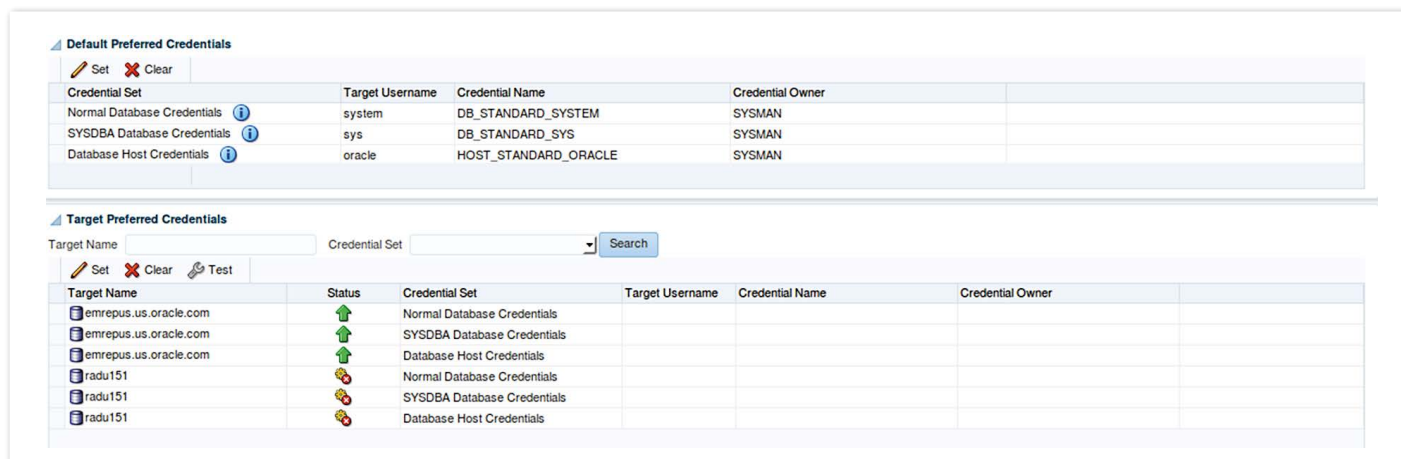 Default Preferred Credentials
Set Clear
Credential Set Target Username Credential Name Credential Owner
Normal Database Credentials system DB_STANDARD_SYSTEM SYSMAN
SYSDBA Database Credentials sys DB_STANDARD_SYS SYSMAN
Database Host Credentials oracle HOST_STANDARD_ORACLE SYSMAN
Target Preferred Credentials
Target Name Credential Set Search
Set Clear Test
Target Name Status Credential Set Target Username Credential Name Credential Owner
emrepus.us.oracle.com Normal Database Credentials
emrepus.us.oracle.com SYSDBA Database Credentials
emrepus.us.oracle.com Database Host Credentials
radu151 Normal Database Credentials
radu151 SYSDBA Database Credentials
radu151 Database Host Credentials